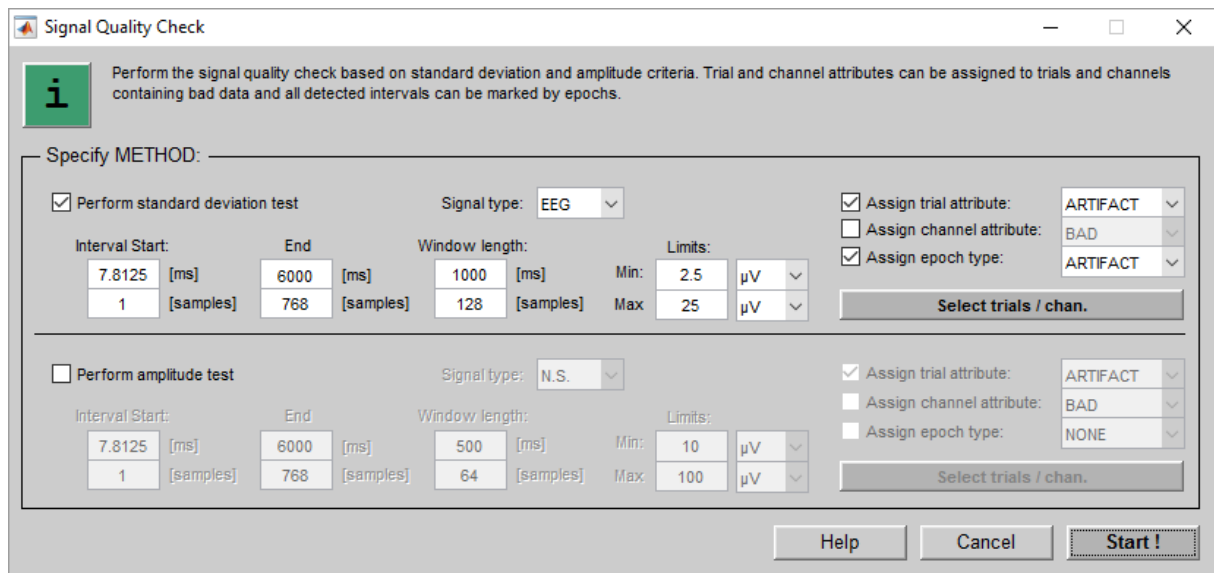 Signal Quality Check
i
Perform the signal quality check based on standard deviation and amplitude criteria. Trial and channel attributes can be assigned to trials and channels
containing bad data and all detected intervals can be marked by epochs.
Specify METHOD:
Perform standard deviation test
Signal type: EEG
Assign trial attribute: ARTIFACT
Assign channel attribute: BAD
Assign epoch type: ARTIFACT
Interval Start: End Window length: Limits:
7.8125 [ms] 6000 [ms] 1000 [ms] Min: 2.5 µV
1 [samples] 768 [samples] 128 [samples] Max 25 µV
Select trials / chan.
Perform amplitude test
Signal type: N.S.
Assign trial attribute: ARTIFACT
Assign channel attribute: BAD
Assign epoch type: NONE
Interval Start: End Window length: Limits:
7.8125 [ms] 6000 [ms] 500 [ms] Min: 10 µV
1 [samples] 768 [samples] 64 [samples] Max 100 µV
Select trials / chan.
Help Cancel Start !